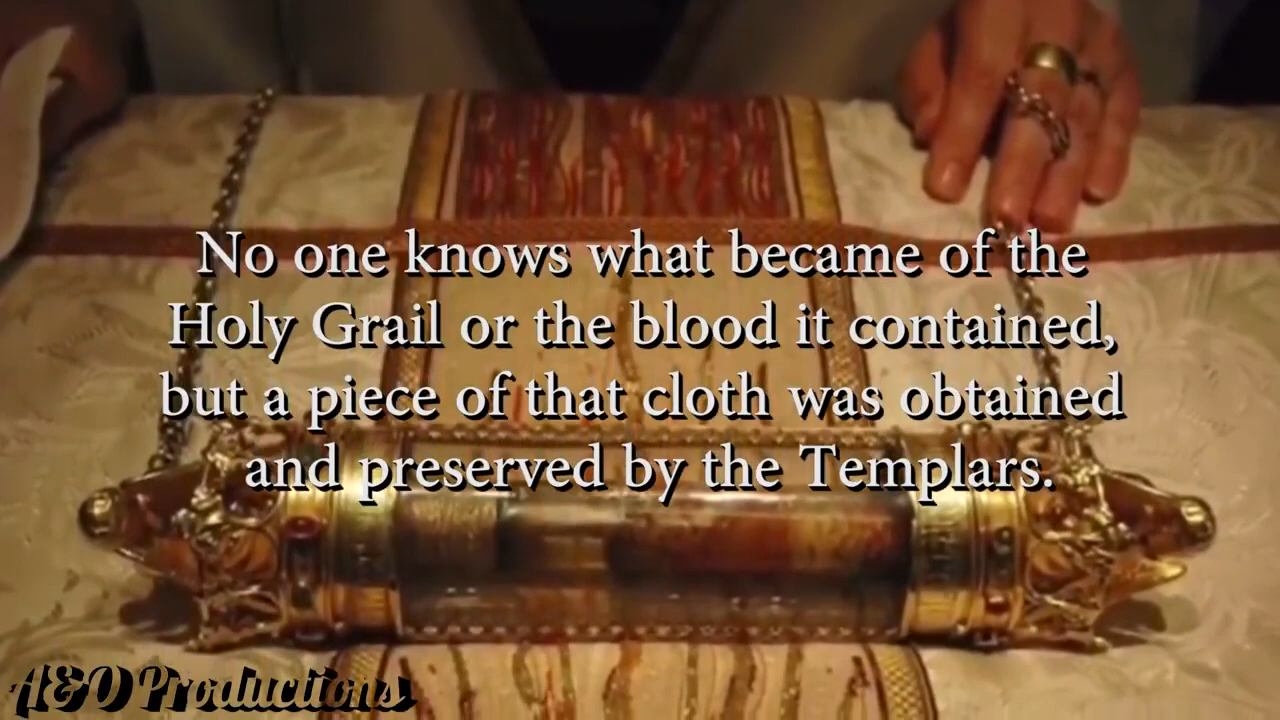 No one knows what became of the
Holy Grail or the blood it contained,
but a piece of that cloth was obtained
and preserved by the Templars.
A&O Productions